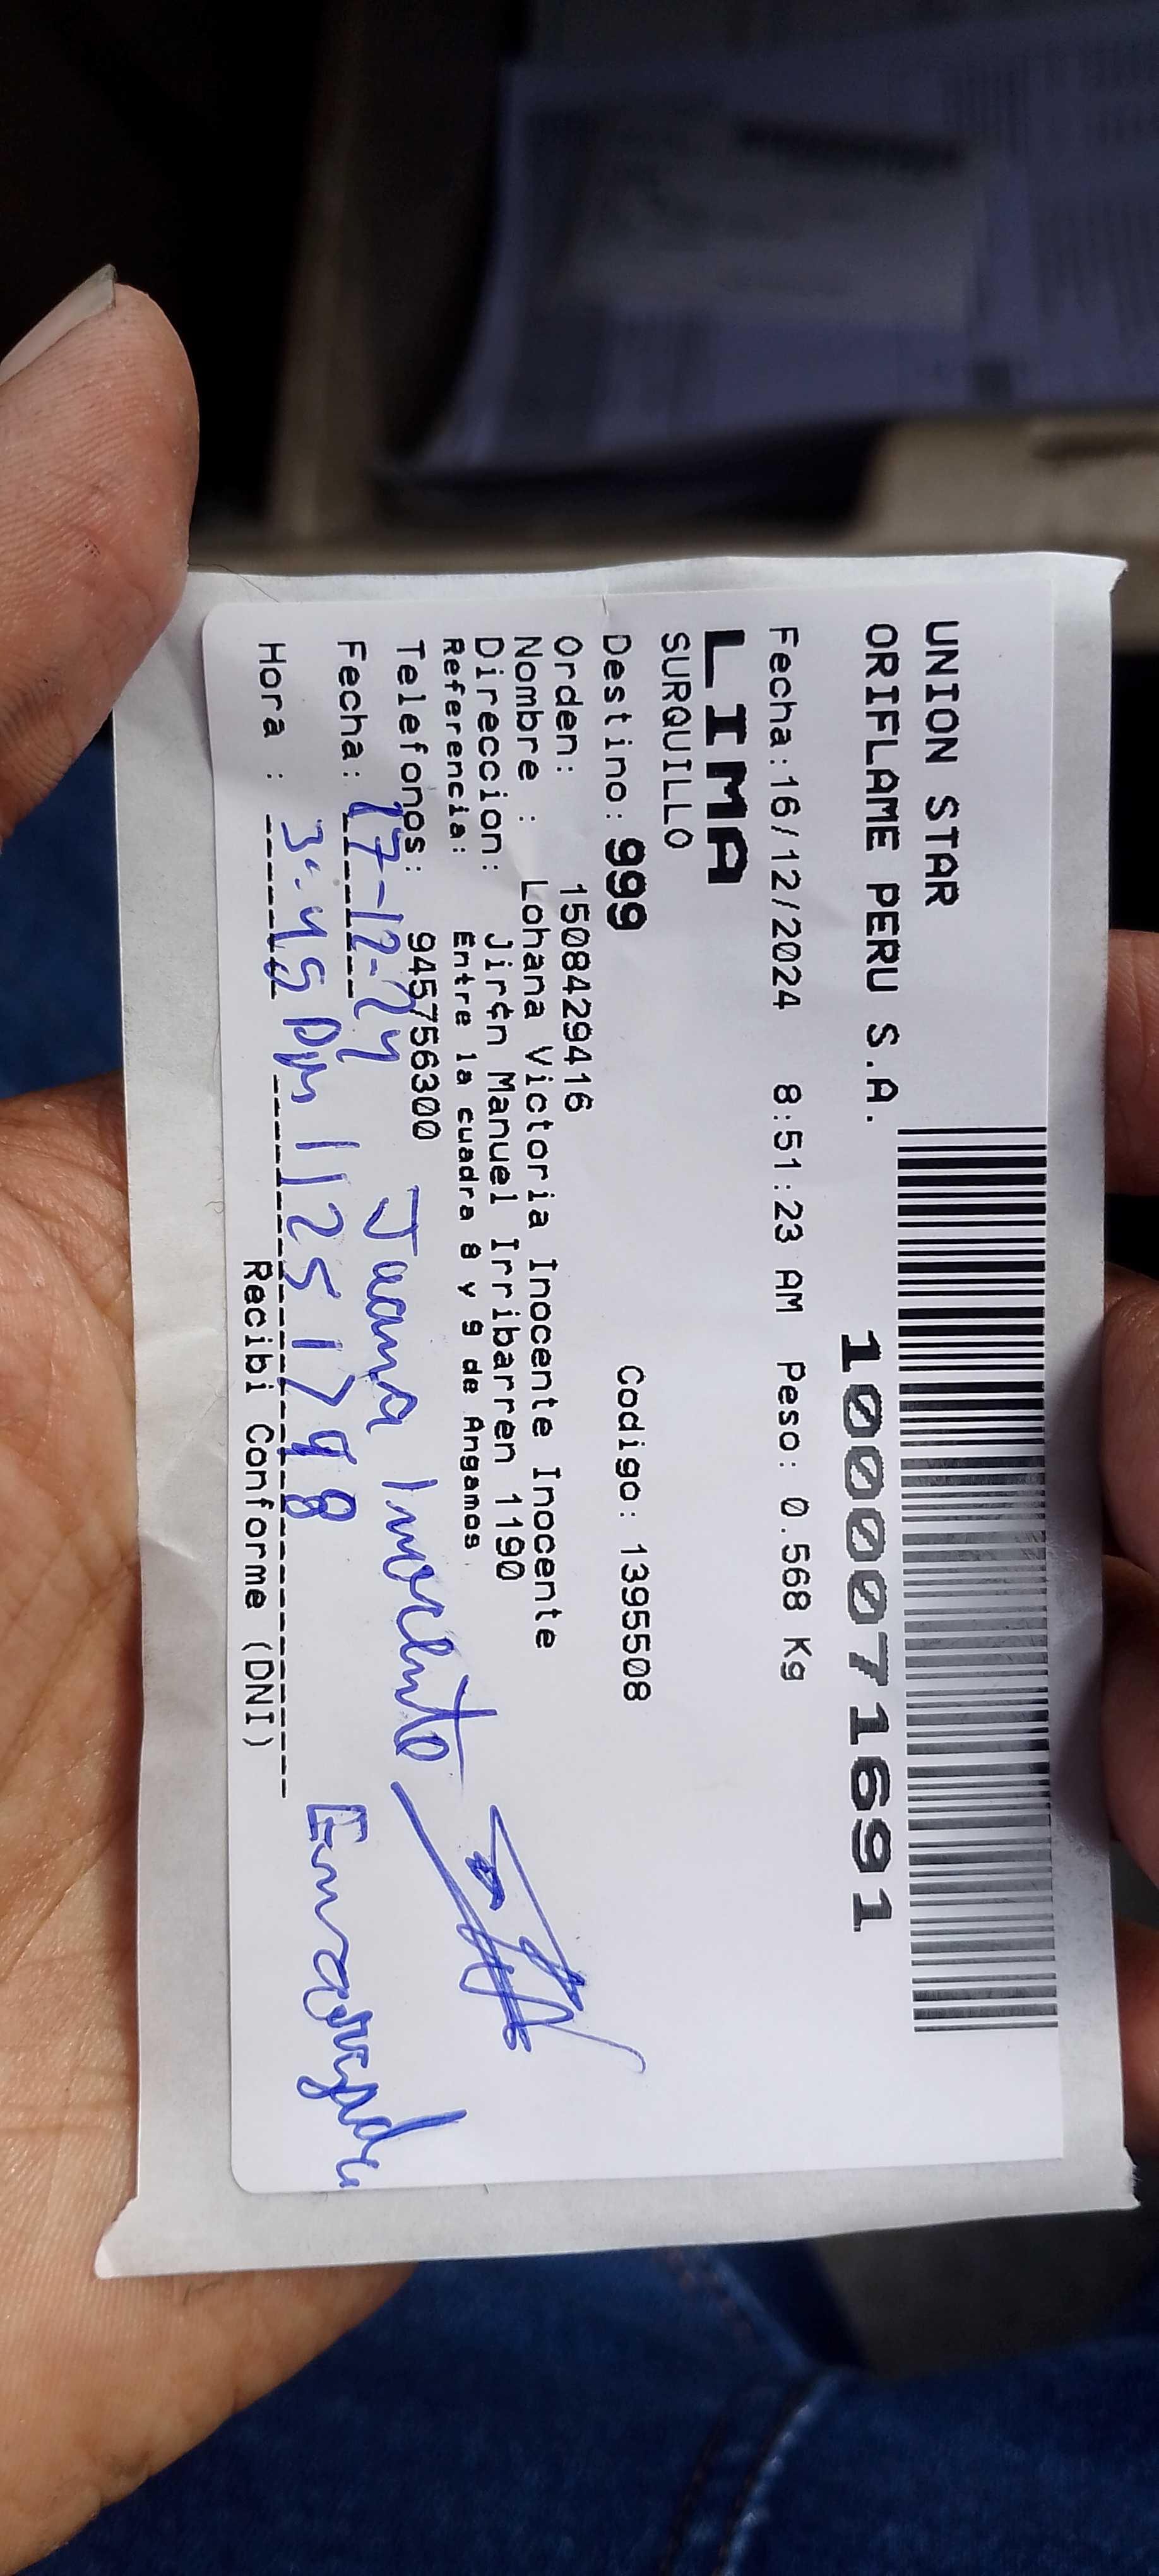 UNION STAR
ORIFLAME PERU S.A.
1000071691
Fecha:16/12/2024 8:51:23 AM Peso: 0.568 Kg
LIMA
SURQUILLO
Destino: 999 Codigo: 1395508
Orden: 1508429416
Nombre : Lohana Victoria Inocente Inocente
Direccion: Jir¢n Manuel Irribarren 1190
Referencia: Entre la cuadra 8 y 9 de Angamos
Telefonos: 945756300
Juana Inocente
Fecha: 17-12-24
Hora : 3:45 pm 11251798
Recibi Conforme (DNI)